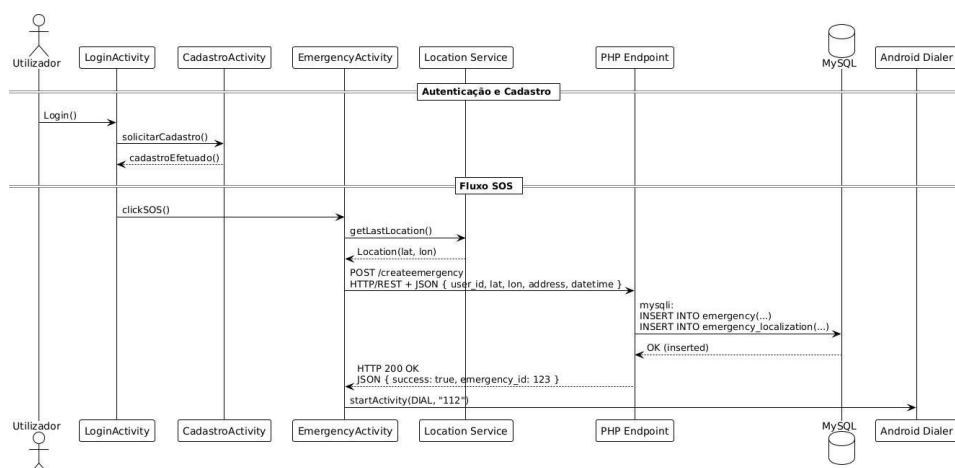 Utilizador
LoginActivity
CadastroActivity
EmergencyActivity
Location Service
PHP Endpoint
MySQL
Android Dialer
Autenticação e Cadastro
Login()
solicitarCadastro()
cadastroEfetuado()
Fluxo SOS
clickSOS()
getLastLocation()
Location(lat, lon)
POST /createemergency
HTTP/REST + JSON { user_id, lat, lon, address, datetime }
mysqli:
INSERT INTO emergency(...)
INSERT INTO emergency_localization(...)
OK (inserted)
HTTP 200 OK
JSON { success: true, emergency_id: 123 }
startActivity(DIAL, "112")
Utilizador
LoginActivity
CadastroActivity
EmergencyActivity
Location Service
PHP Endpoint
MySQL
Android Dialer